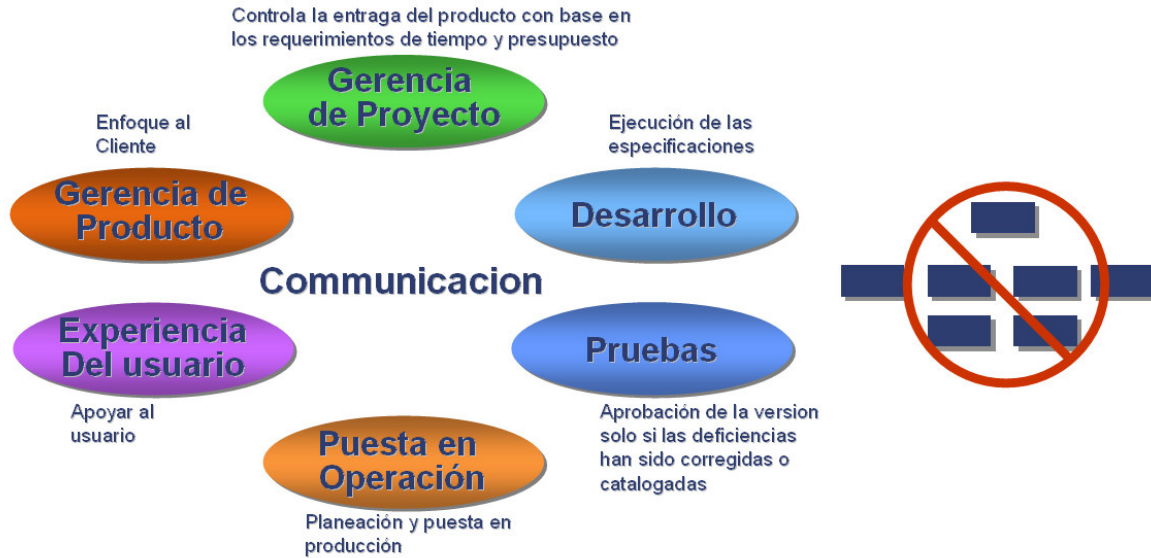 Controla la entraga del producto con base en
los requerimientos de tiempo y presupuesto
Gerencia
de Proyecto
Enfoque al
Cliente
Gerencia de
Producto
Ejecución de las
especificaciones
Desarrollo
Communicacion
Experiencia
Del usuario
Apoyar al
usuario
Pruebas
Aprobación de la version
solo si las deficiencias
han sido corregidas o
catalogadas
Puesta en
Operación
Planeación y puesta en
producción